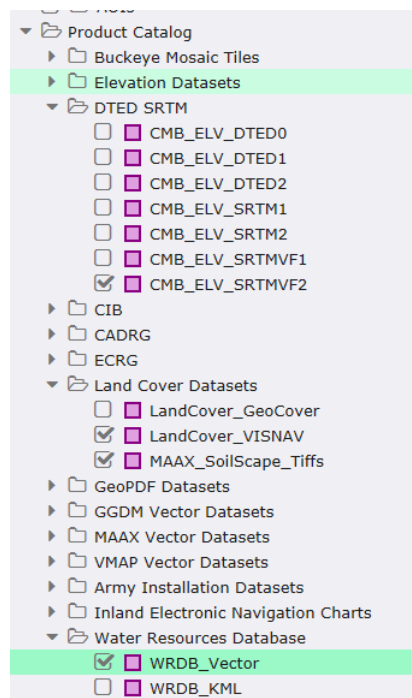 Product Catalog
Buckeye Mosaic Tiles
Elevation Datasets
DTED SRTM
CMB_ELV_DTED0
CMB_ELV_DTED1
CMB_ELV_DTED2
CMB_ELV_SRTM1
CMB_ELV_SRTM2
CMB_ELV_SRTMVF1
CMB_ELV_SRTMVF2
CIB
CADRG
ECRG
Land Cover Datasets
LandCover_GeoCover
LandCover_VISNAV
MAAX_SoilScape_Tiffs
GeoPDF Datasets
GGDM Vector Datasets
MAAX Vector Datasets
VMAP Vector Datasets
Army Installation Datasets
Inland Electronic Navigation Charts
Water Resources Database
WRDB_Vector
WRDB_KML